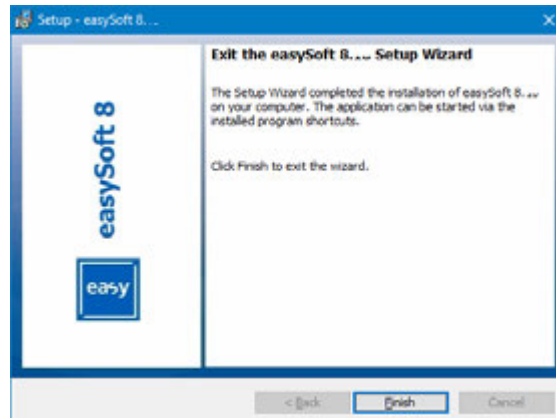 Setup - easySoft 8....
Exit the easySoft 8.... Setup Wizard
The Setup Wizard completed the installation of easySoft 8. ..
on your computer. The application can be started via the
installed program shortcuts.
Click Finish to exit the wizard.
easySoft 8
easy
< Back
Finish
Cancel